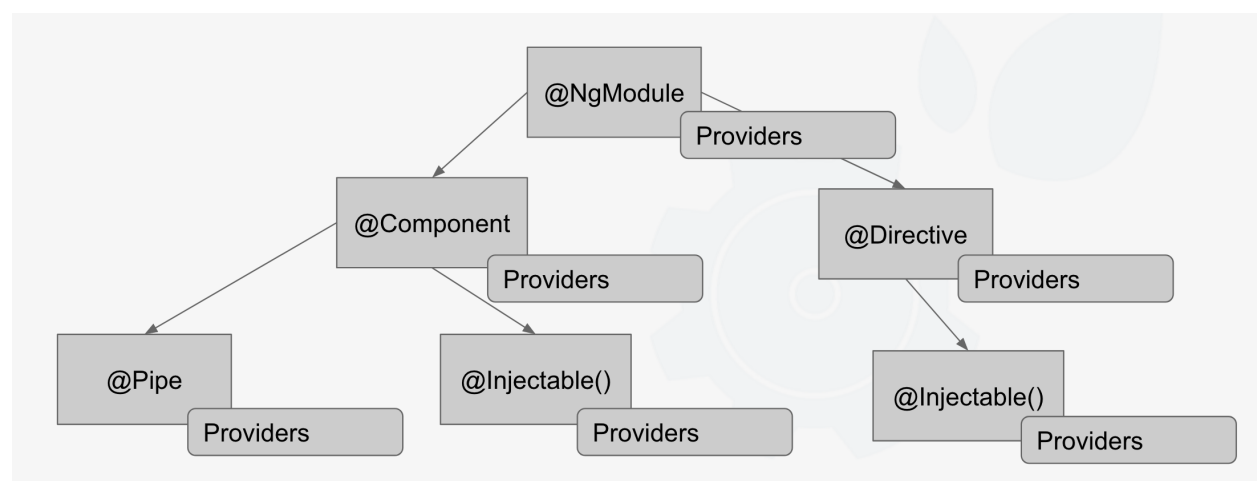 @NgModule
Providers
@Component
Providers
@Directive
Providers
@Pipe
Providers
@Injectable()
Providers
@Injectable()
Providers